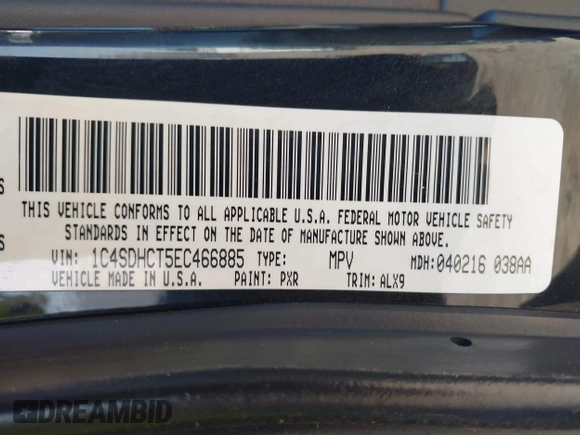 S
THIS VEHICLE CONFORMS TO ALL APPLICABLE U.S.A. FEDERAL MOTOR VEHICLE SAFETY
S STANDARDS IN EFFECT ON THE DATE OF MANUFACTURE SHOWN ABOVE.
VIN: 1C4SDHCT5EC466885 TYPE: MPV MDH: 040216 038AA
VEHICLE MADE IN U.S.A. PAINT: PXR TRIM: ALX9
DREAMBID